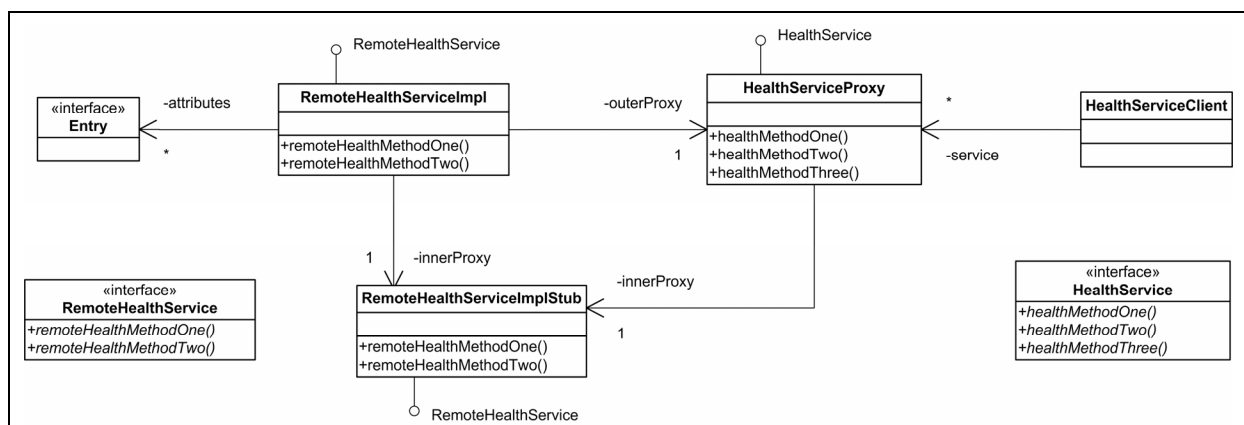 RemoteHealthService
HealthService
«interface»
Entry
-attributes
*
RemoteHealthServiceImpl
+remoteHealthMethodOne()
+remoteHealthMethodTwo()
-outerProxy
1
HealthServiceProxy
+healthMethodOne()
+healthMethodTwo()
+healthMethodThree()
*
-service
HealthServiceClient
1
-innerProxy
-innerProxy
1
«interface»
RemoteHealthService
+remoteHealthMethodOne()
+remoteHealthMethodTwo()
RemoteHealthServiceImplStub
+remoteHealthMethodOne()
+remoteHealthMethodTwo()
RemoteHealthService
«interface»
HealthService
+healthMethodOne()
+healthMethodTwo()
+healthMethodThree()